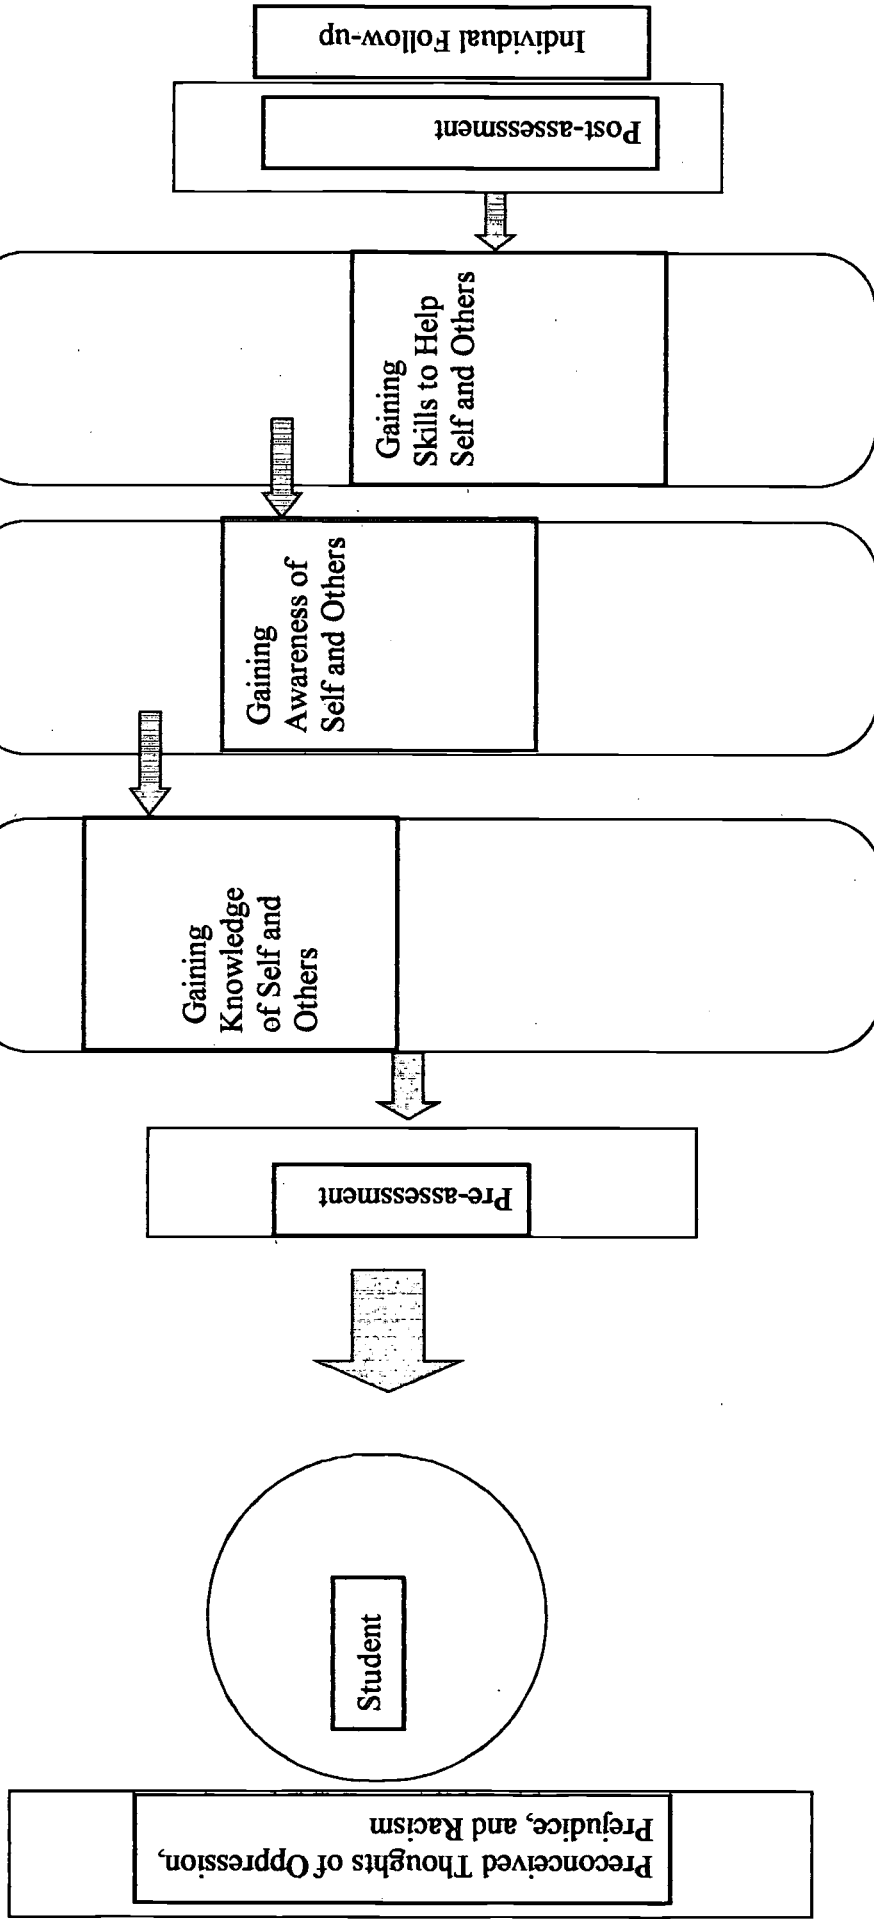 Preconceived Thoughts of Oppression,
Prejudice, and Racism
Student
Pre-assessment
Gaining
Knowledge
of Self and
Others
Gaining
Awareness of
Self and Others
Gaining
Skills to Help
Self and Others
Post-assessment
Individual Follow-up